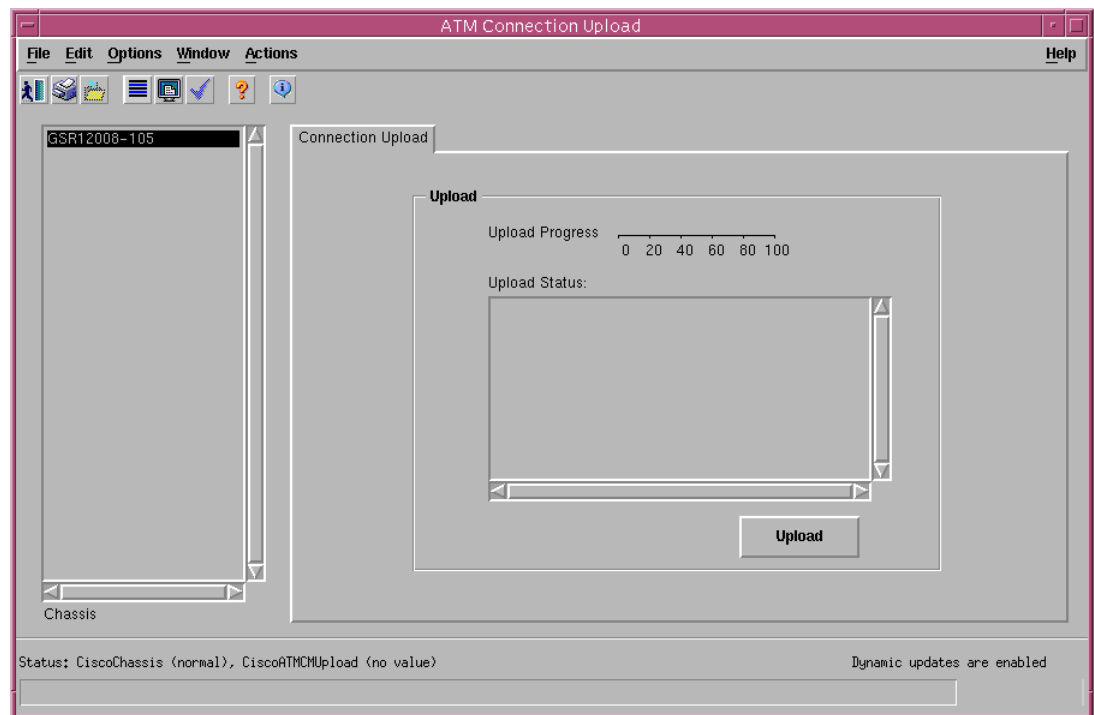 ATM Connection Upload
File Edit Options Window Actions Help
GSR12008-105
Connection Upload
Upload
Upload Progress
0 20 40 60 80 100
Upload Status:
Upload
Chassis
Status: CiscoChassis (normal), CiscoATMCMUpload (no value) Dynamic updates are enabled